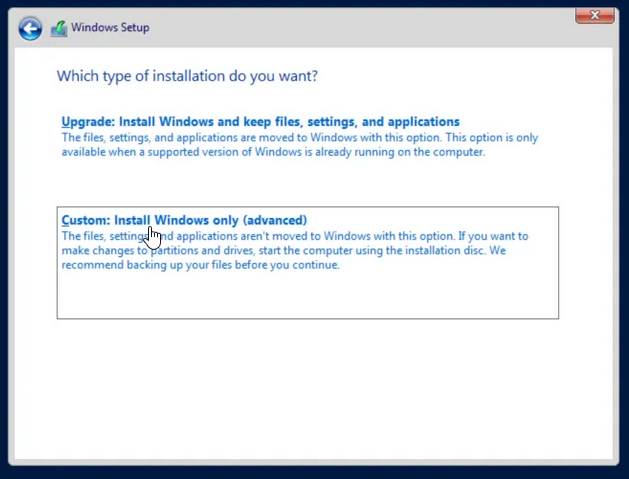 Windows Setup
Which type of installation do you want?
Upgrade: Install Windows and keep files, settings, and applications
The files, settings, and applications are moved to Windows with this option. This option is only
available when a supported version of Windows is already running on the computer.
Custom: Install Windows only (advanced)
The files, settings, and applications aren't moved to Windows with this option. If you want to
make changes to partitions and drives, start the computer using the installation disc. We
recommend backing up your files before you continue.